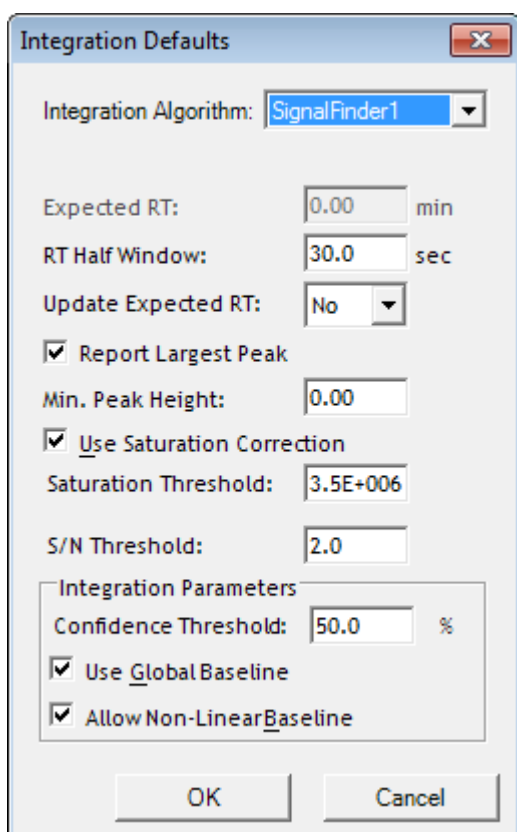 Integration Defaults
Integration Algorithm: SignalFinder1
Expected RT: 0.00 min
RT Half Window: 30.0 sec
Update Expected RT: No
Report Largest Peak
Min. Peak Height: 0.00
Use Saturation Correction
Saturation Threshold: 3.5E+006
S/N Threshold: 2.0
Integration Parameters
Confidence Threshold: 50.0 %
Use Global Baseline
Allow Non-Linear Baseline
OK Cancel